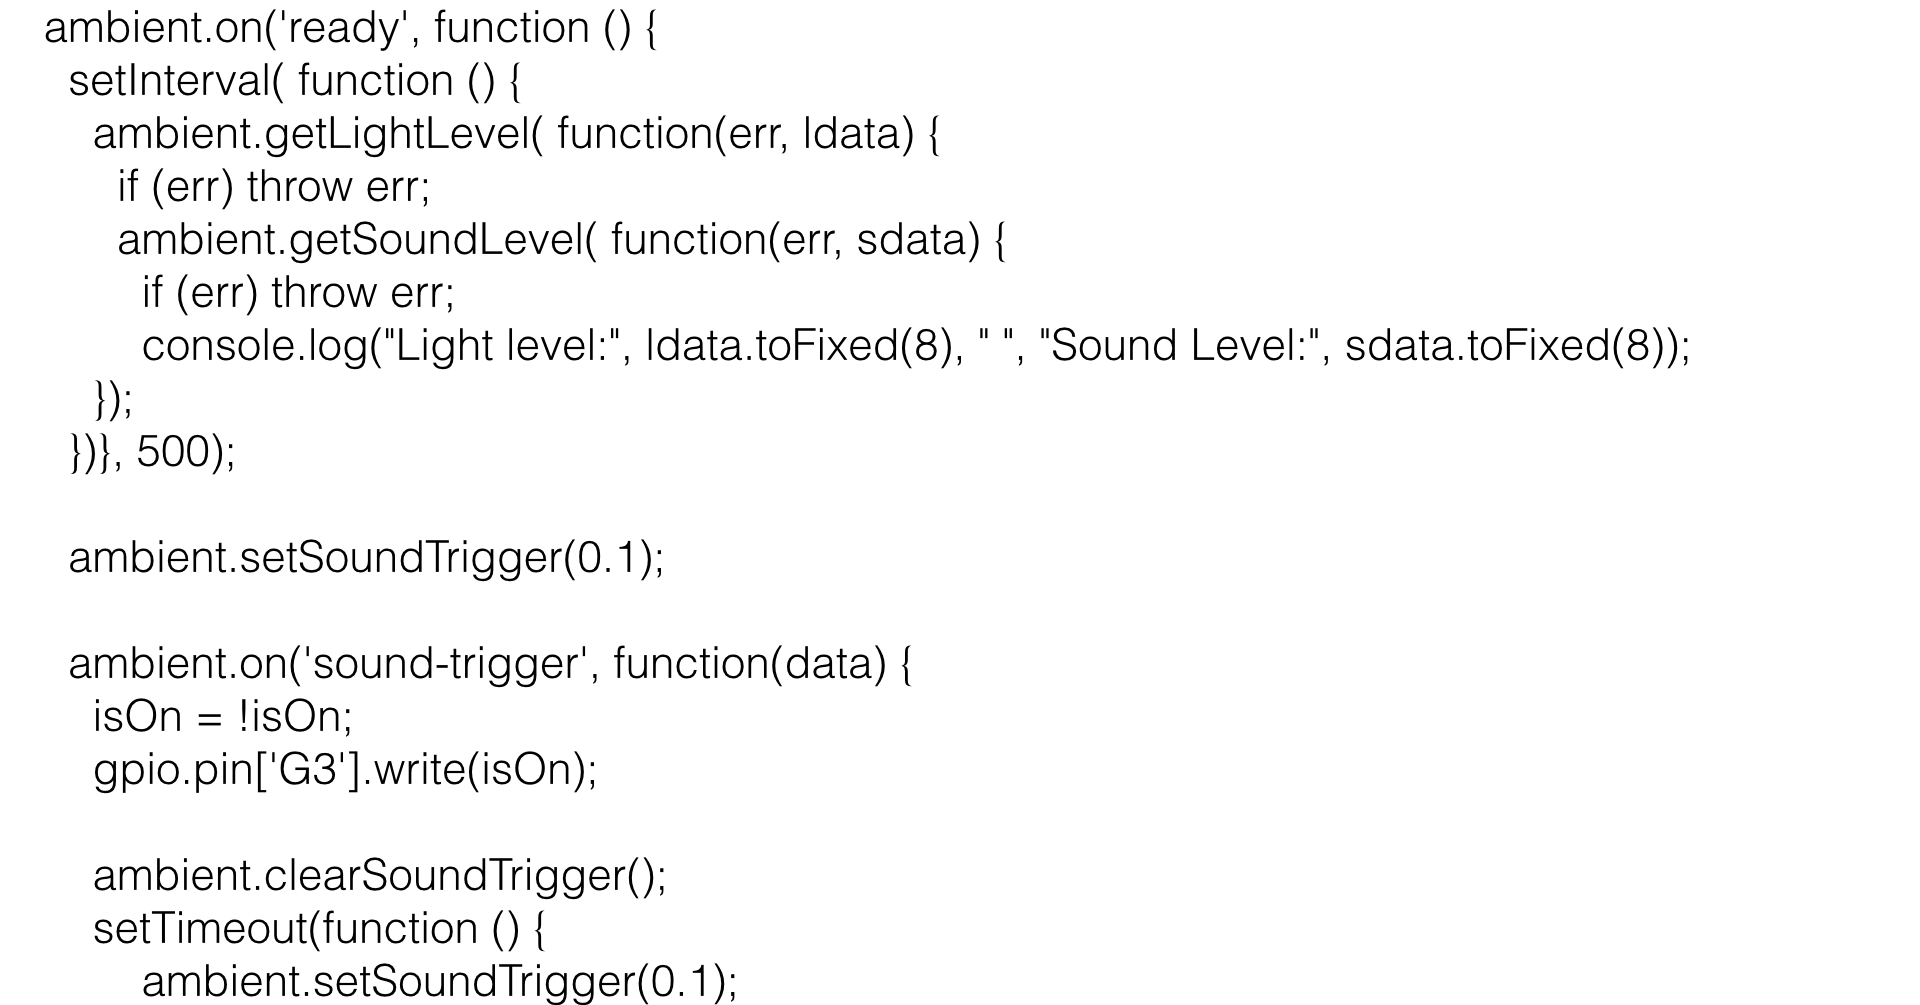 ambient.on('ready', function () {
setInterval( function () {
ambient.getLightLevel( function(err, ldata) {
if (err) throw err;
ambient.getSoundLevel( function(err, sdata) {
if (err) throw err;
console.log("Light level:", ldata.toFixed(8), " ", "Sound Level:", sdata.toFixed(8));
});
})}, 500);
ambient.setSoundTrigger(0.1);
ambient.on('sound-trigger', function(data) {
isOn = !isOn;
gpio.pin['G3'].write(isOn);
ambient.clearSoundTrigger();
setTimeout(function () {
ambient.setSoundTrigger(0.1);